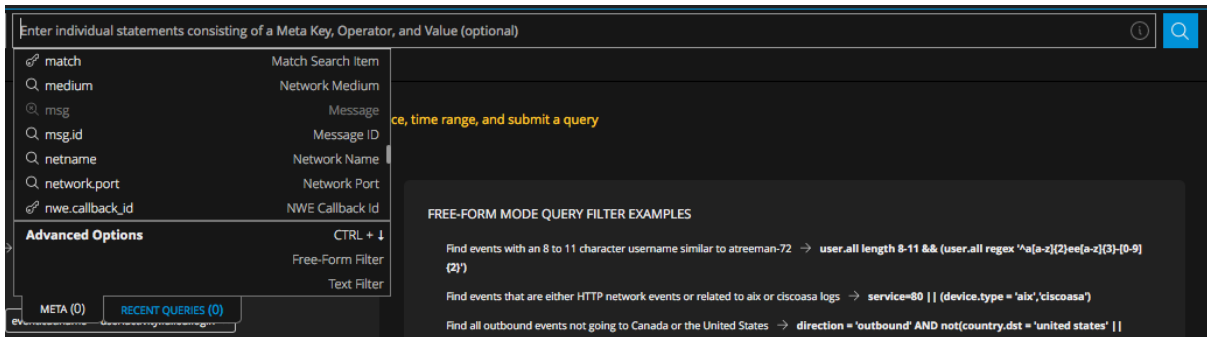 Enter individual statements consisting of a Meta Key, Operator, and Value (optional)
match Match Search Item
medium Network Medium
msg Message
msg.id Message ID
netname Network Name
network.port Network Port
nwe.callback_id NWE Callback Id
Advanced Options CTRL + ↓
Free-Form Filter
Text Filter
META (0) RECENT QUERIES (0)
ce, time range, and submit a query
FREE-FORM MODE QUERY FILTER EXAMPLES
Find events with an 8 to 11 character username similar to atreeman-72 → user.all length 8-11 && (user.all regex '^a[a-z]{2}ee[a-z]{3}-[0-9]
{2}')
Find events that are either HTTP network events or related to aix or ciscoasa logs → service=80 || (device.type = 'aix','ciscoasa')
Find all outbound events not going to Canada or the United States → direction = 'outbound' AND not(country.dst = 'united states' ||